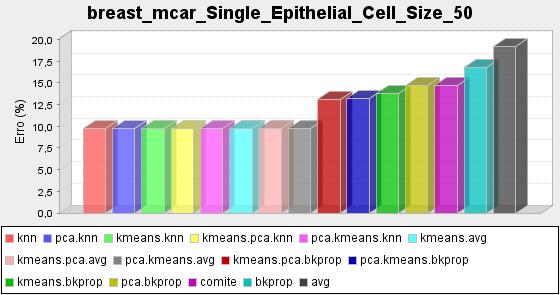 breast_mcar_Single_Epithelial_Cell_Size_50
Erro (%)
20,0
17,5
15,0
12,5
10,0
7,5
5,0
2,5
0,0
knn pca.knn kmeans.knn kmeans.pca.knn pca.kmeans.knn kmeans.avg
kmeans.pca.avg pca.kmeans.avg kmeans.pca.bkprop pca.kmeans.bkprop
kmeans.bkprop pca.bkprop comite bkprop avg